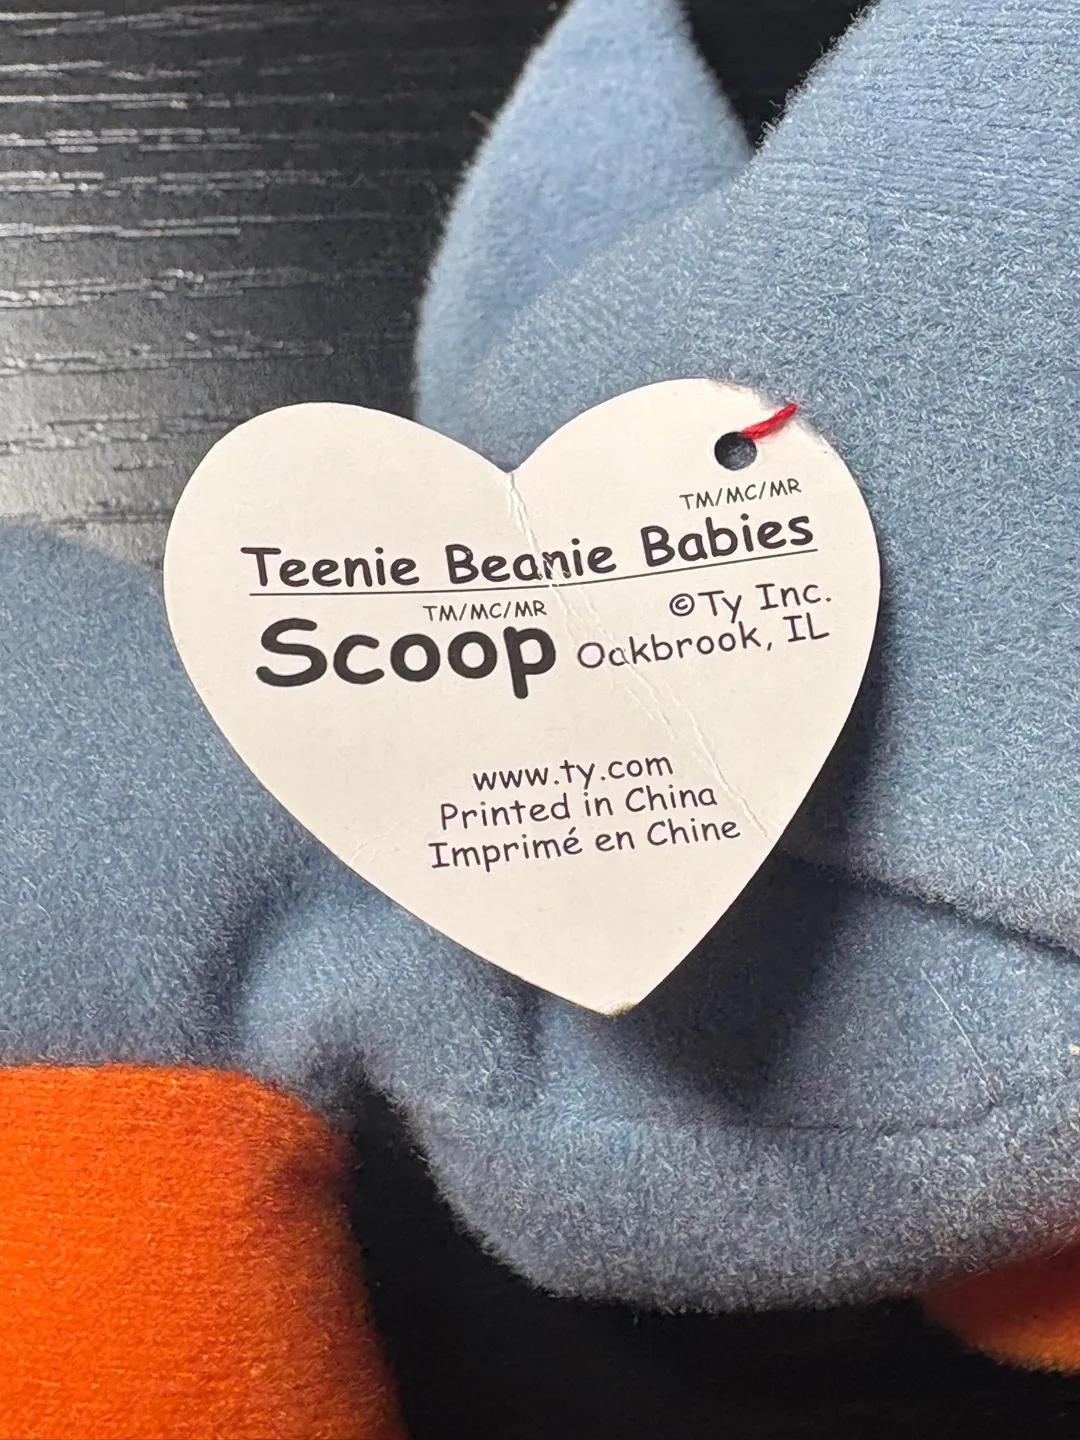 TM/MC/MR
Teenie Beanie Babies
TM/MC/MR
Scoop
©Ty Inc.
Oakbrook, IL
www.ty.com
Printed in China
Imprimé en Chine